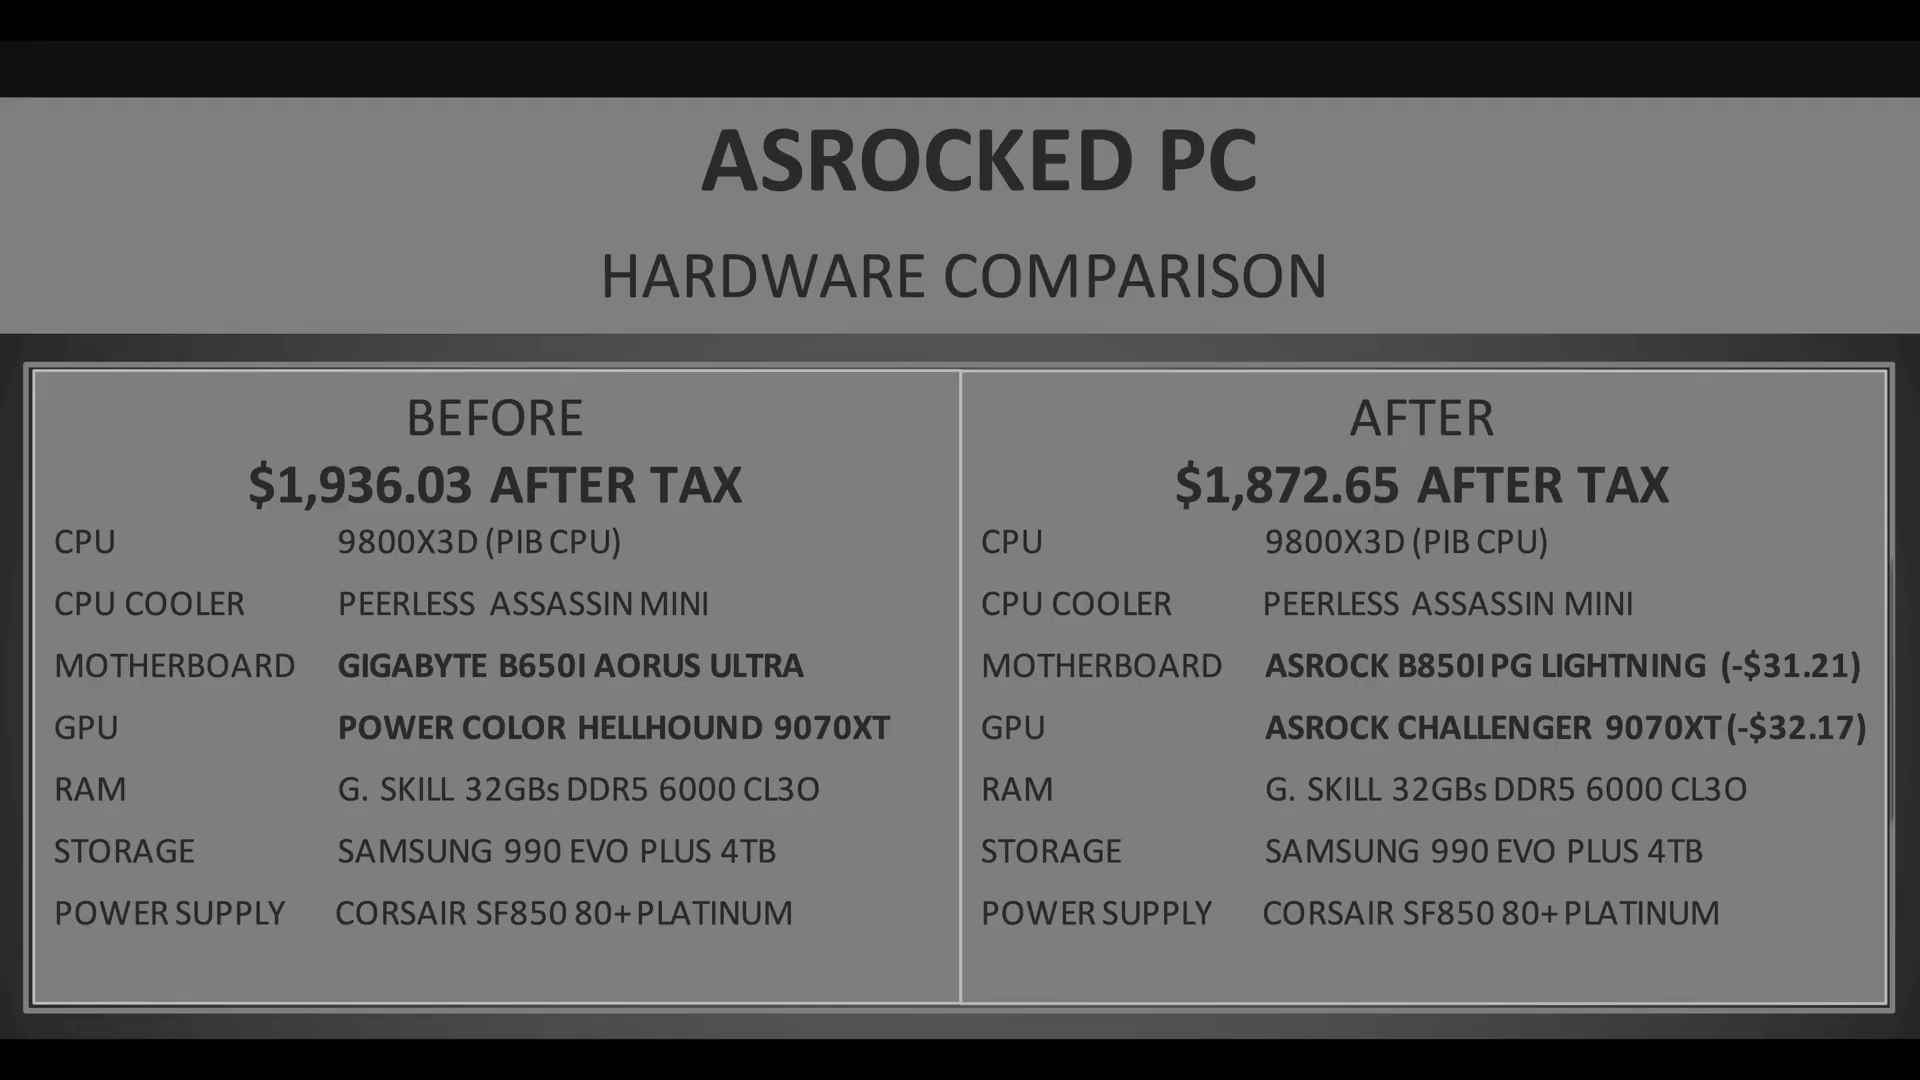 ASROCKED PC
HARDWARE COMPARISON
BEFORE
$1,936.03 AFTER TAX
CPU 9800X3D (PIB CPU)
CPU COOLER PEERLESS ASSASSIN MINI
MOTHERBOARD GIGABYTE B650I AORUS ULTRA
GPU POWER COLOR HELLHOUND 9070XT
RAM G. SKILL 32GBs DDR5 6000 CL3O
STORAGE SAMSUNG 990 EVO PLUS 4TB
POWER SUPPLY CORSAIR SF850 80+ PLATINUM
AFTER
$1,872.65 AFTER TAX
CPU 9800X3D (PIB CPU)
CPU COOLER PEERLESS ASSASSIN MINI
MOTHERBOARD ASROCK B850I PG LIGHTNING (-$31.21)
GPU ASROCK CHALLENGER 9070XT (-$32.17)
RAM G. SKILL 32GBs DDR5 6000 CL3O
STORAGE SAMSUNG 990 EVO PLUS 4TB
POWER SUPPLY CORSAIR SF850 80+ PLATINUM